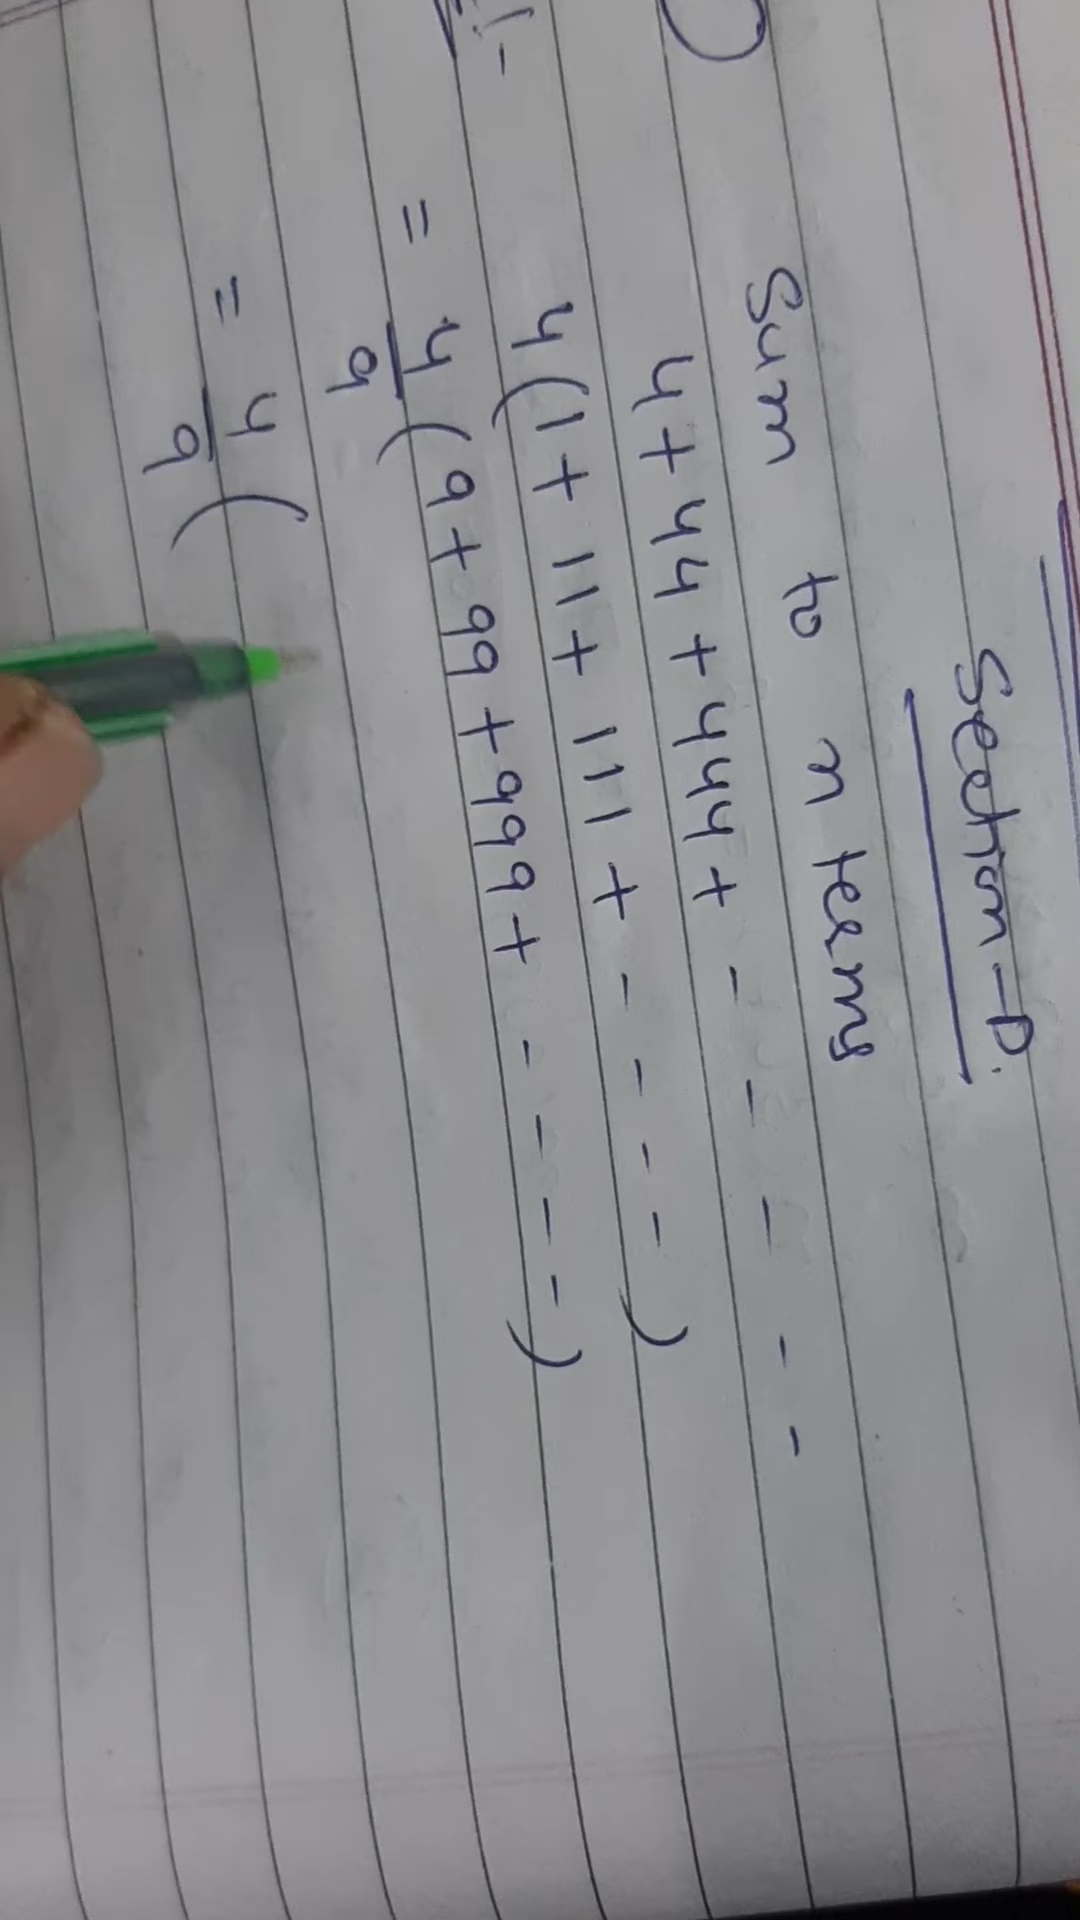 Section-D.
Sum to n terms
4 + 44 + 444 + - - - - -
4(1 + 11 + 111 + - - - -)
= 4/9 (9 + 99 + 999 + - - - -)
= 4/9 (